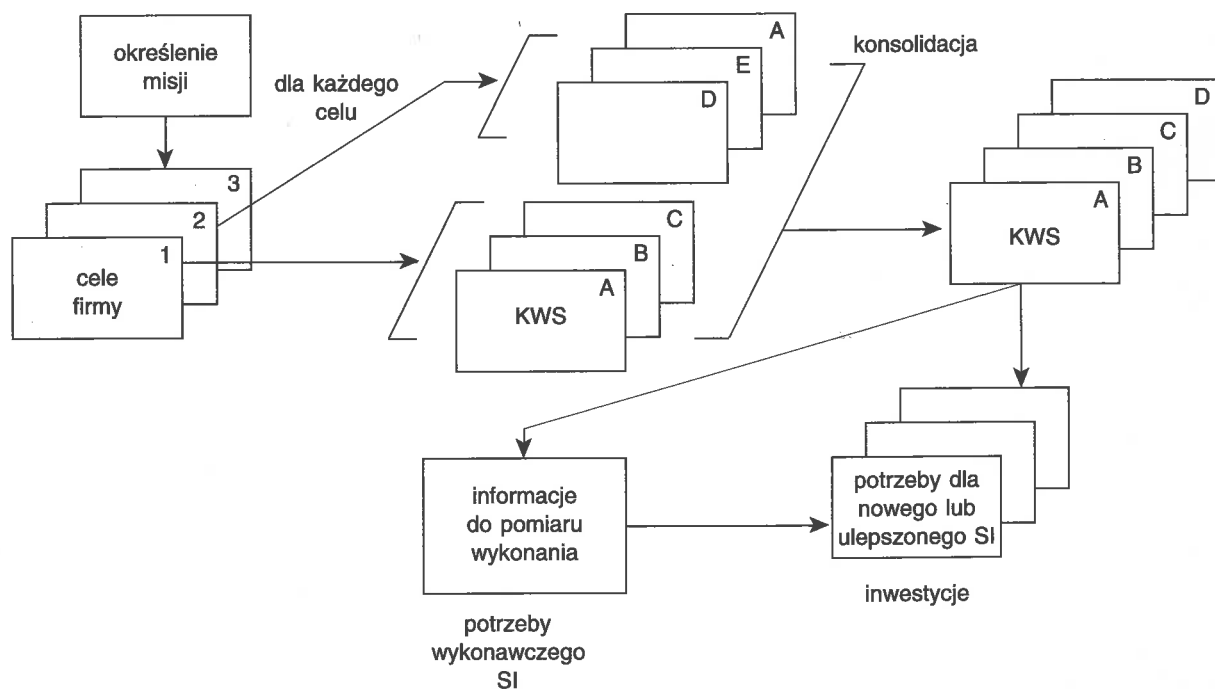 określenie
misji
dla każdego
celu
A
E
D
konsolidacja
D
C
B
A
KWS
3
2
1
cele
firmy
C
B
A
KWS
informacje
do pomiaru
wykonania
potrzeby
wykonawczego
SI
potrzeby dla
nowego lub
ulepszonego SI
inwestycje